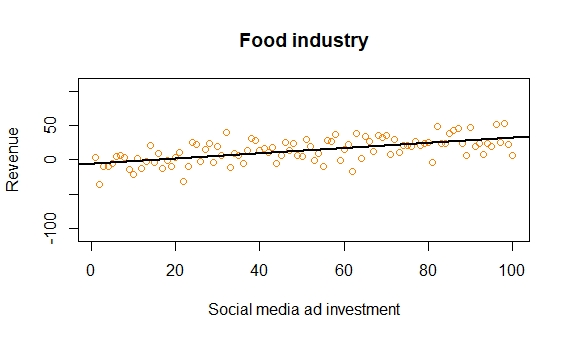 Food industry
Revenue
50
0
-100
0 20 40 60 80 100
Social media ad investment